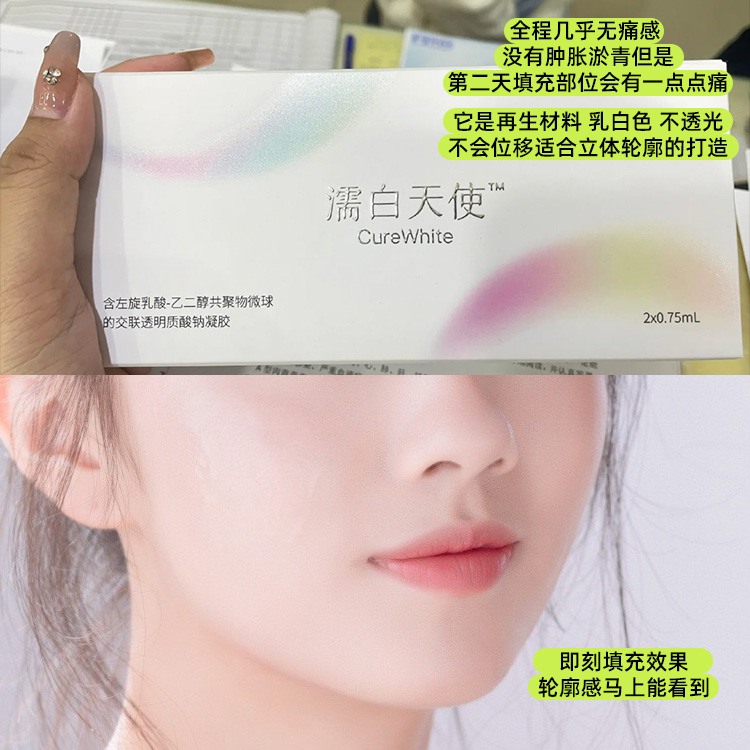 全程几乎无痛感
没有肿胀淤青但是
第二天填充部位会有一点点痛
它是再生材料 乳白色 不透光
不会位移适合立体轮廓的打造
濡白天使™
CureWhite
含左旋乳酸-乙二醇共聚物微球
的交联透明质酸钠凝胶
2x0.75mL
即刻填充效果
轮廓感马上能看到